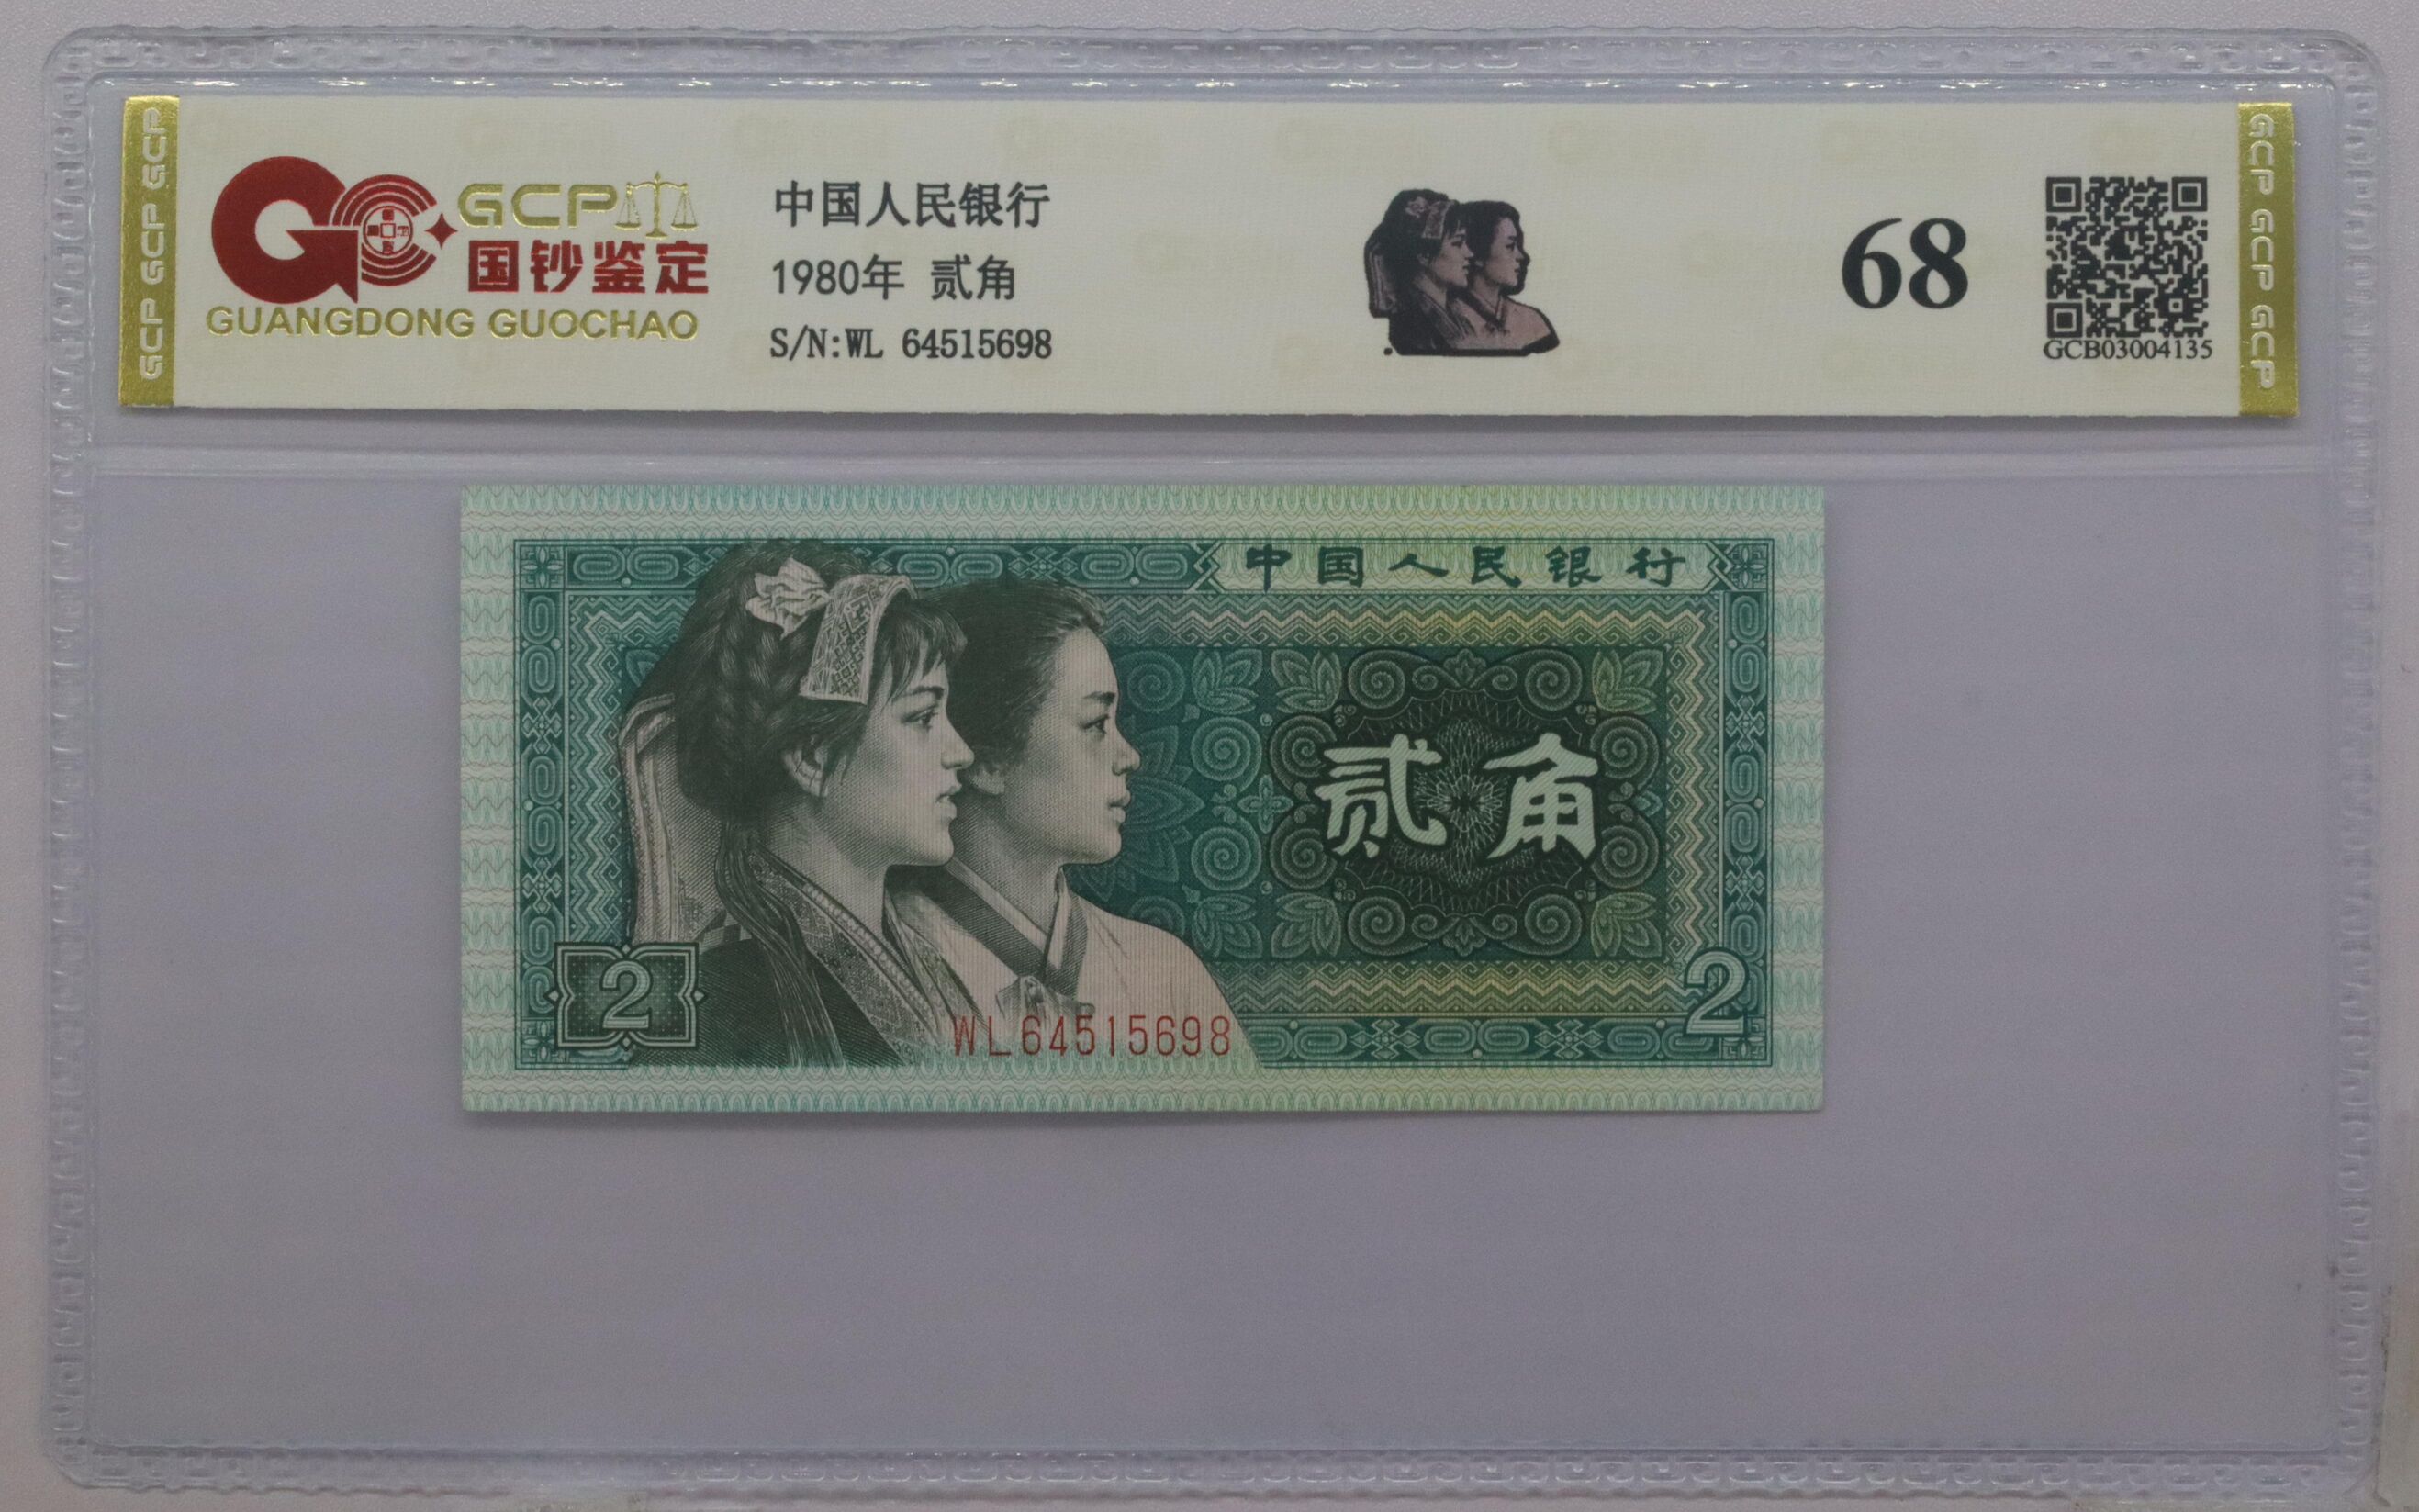 GCP GCP GCP
GCP
国钞鉴定
GUANGDONG GUOCHAO
中国人民银行
1980年 贰角
S/N:WL 64515698
68
GCB03004135
GCP GCP GCP
中国人民银行
贰角
2
WL64515698
2